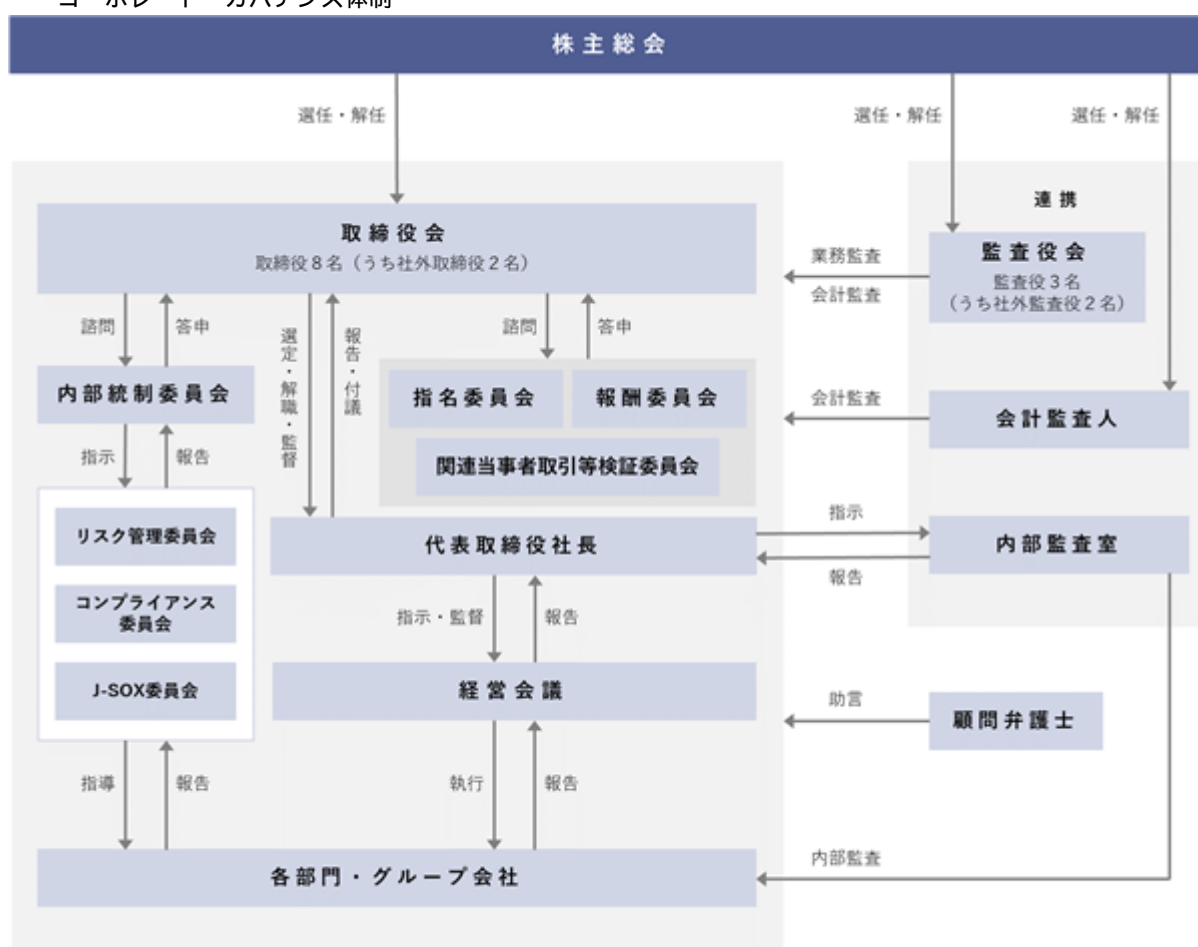 コーポレート・ガバナンス体制
株主総会
選任・解任
選任・解任
選任・解任
連携
取締役会
取締役8名（うち社外取締役2名）
監査役会
監査役3名
（うち社外監査役2名）
業務監査
会計監査
諮問
答申
選定・解職・監督
報告・付議
諮問
答申
内部統制委員会
指名委員会
報酬委員会
関連当事者取引等検証委員会
会計監査
会計監査人
指示
報告
リスク管理委員会
コンプライアンス
委員会
J-SOX委員会
代表取締役社長
指示
報告
内部監査室
指示・監督
報告
経営会議
助言
顧問弁護士
指導
報告
執行
報告
内部監査
各部門・グループ会社